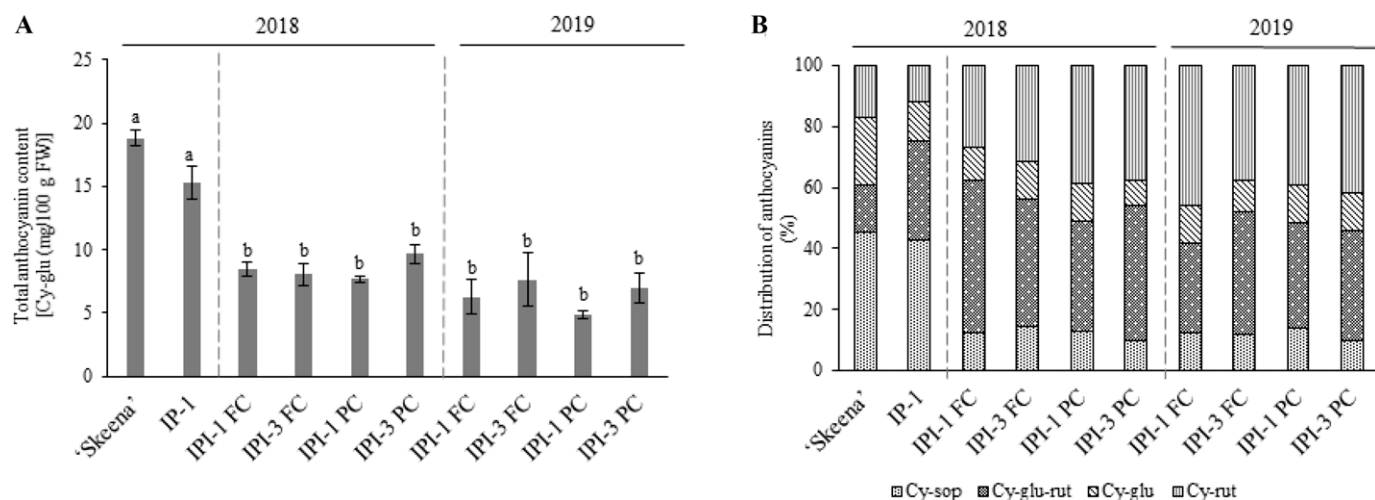 A
2018
2019
Total anthocyanin content
[Cy-glu (mg|100 g FW)]
25
20
15
10
5
0
a
a
b
b
b
b
b
b
b
b
‘Skeena’
IP-1
IPI-1 FC
IPI-3 FC
IPI-1 PC
IPI-3 PC
IPI-1 FC
IPI-3 FC
IPI-1 PC
IPI-3 PC
B
2018
2019
Distribution of anthocyanins
(%)
100
80
60
40
20
0
‘Skeena’
IP-1
IPI-1 FC
IPI-3 FC
IPI-1 PC
IPI-3 PC
IPI-1 FC
IPI-3 FC
IPI-1 PC
IPI-3 PC
Cy-sop Cy-glu-rut Cy-glu Cy-rut